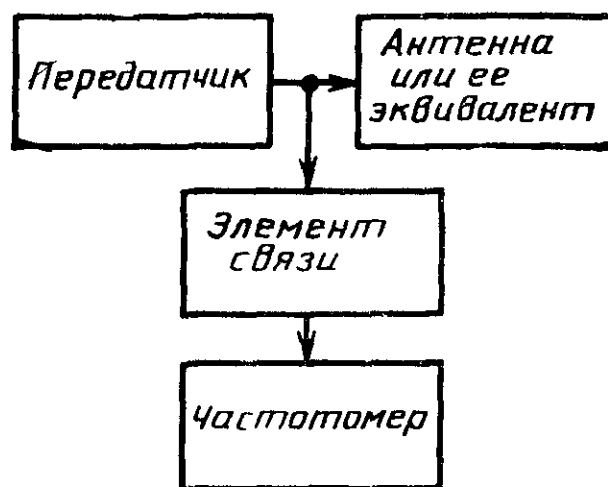 Передатчик
Антенна
или ее
эквивалент
Элемент
связи
Частотомер